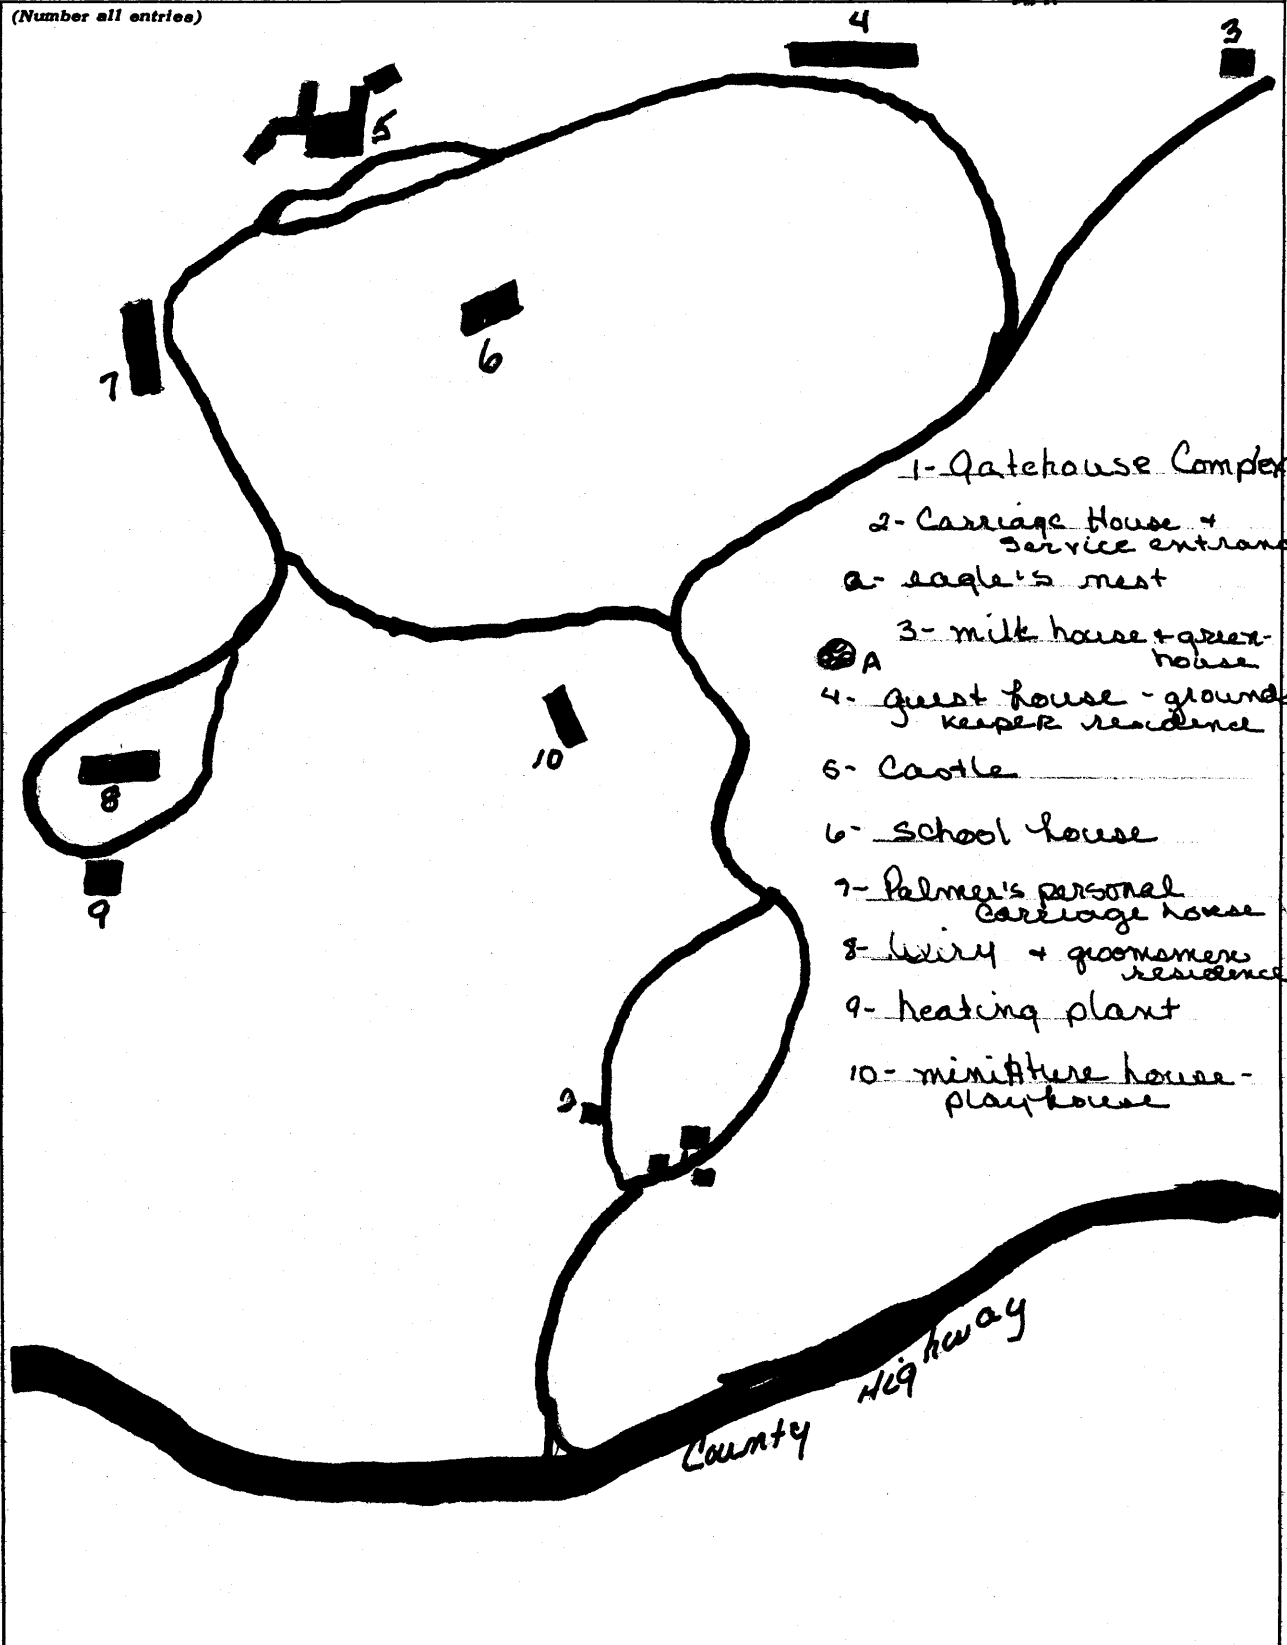 (Number all entries)
4
3
5
6
7
1- Gatehouse Complex
2- Carriage House +
Service entranc
a- eagle's nest
3- milk house + green-
house
A
4- guest house - grounds
keeper residence
5- Castle
6- school house
7- Palmer's personal
carriage house
8- liviry + groomsmen
residence
9- heating plant
10- miniature house-
playhouse
10
8
9
2
County Highway